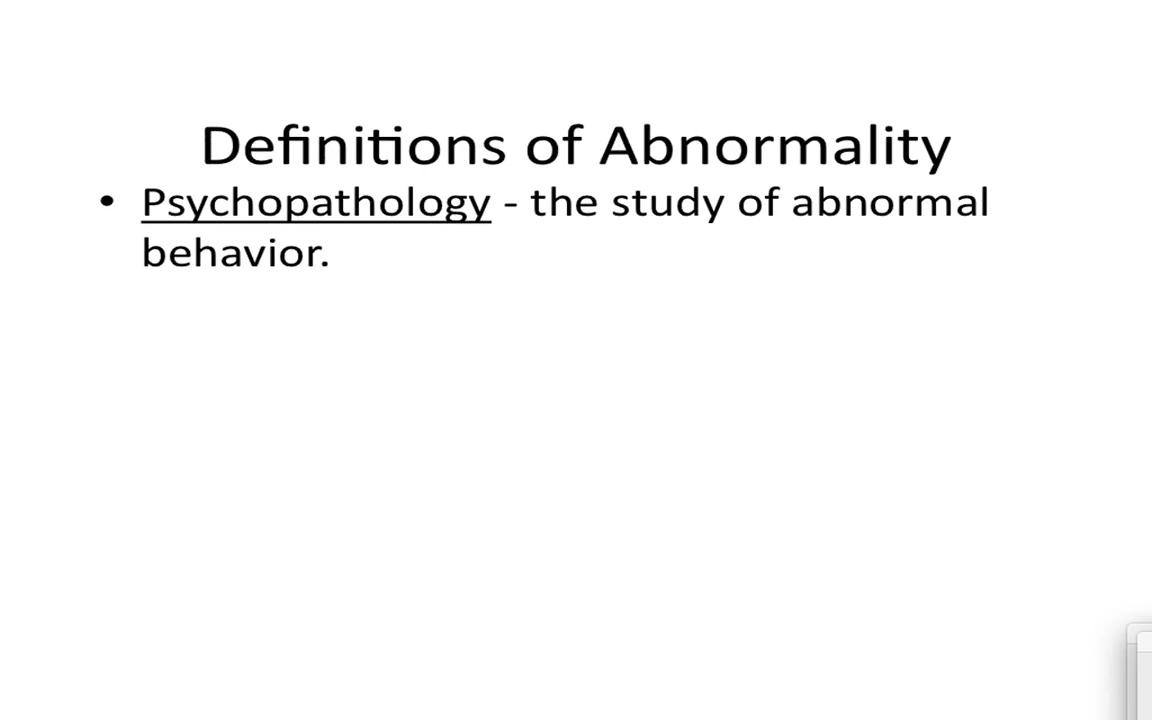 Definitions of Abnormality
• Psychopathology - the study of abnormal
behavior.